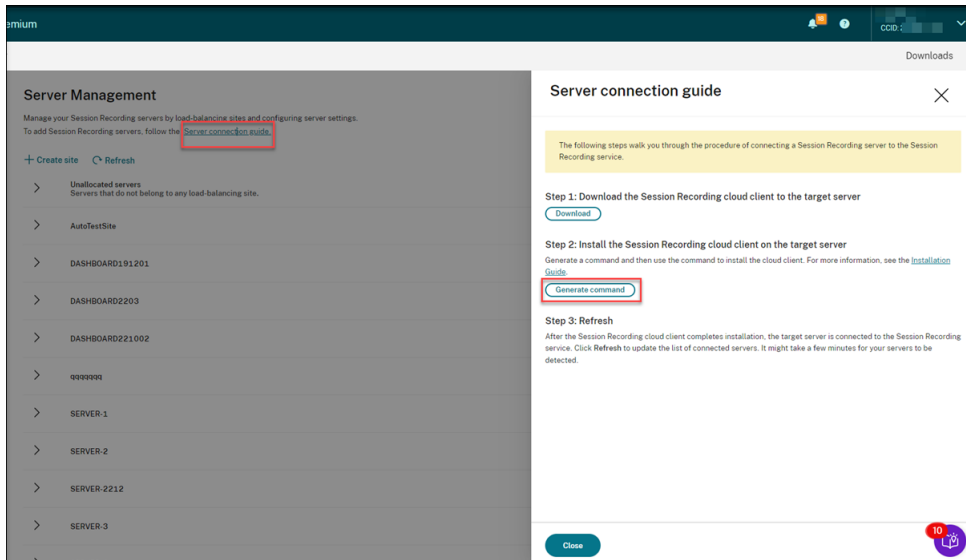 emium
10
?
CCID:
Downloads
Server Management
Manage your Session Recording servers by load-balancing sites and configuring server settings.
To add Session Recording servers, follow the Server connection guide.
+ Create site
Refresh
Unallocated servers
Servers that do not belong to any load-balancing site.
AutoTestSite
DASHBOARD191201
DASHBOARD2203
DASHBOARD221002
qqqqqqq
SERVER-1
SERVER-2
SERVER-2212
SERVER-3
Server connection guide
The following steps walk you through the procedure of connecting a Session Recording server to the Session
Recording service.
Step 1: Download the Session Recording cloud client to the target server
Download
Step 2: Install the Session Recording cloud client on the target server
Generate a command and then use the command to install the cloud client. For more information, see the Installation
Guide.
Generate command
Step 3: Refresh
After the Session Recording cloud client completes installation, the target server is connected to the Session Recording
service. Click Refresh to update the list of connected servers. It might take a few minutes for your servers to be
detected.
Close
10